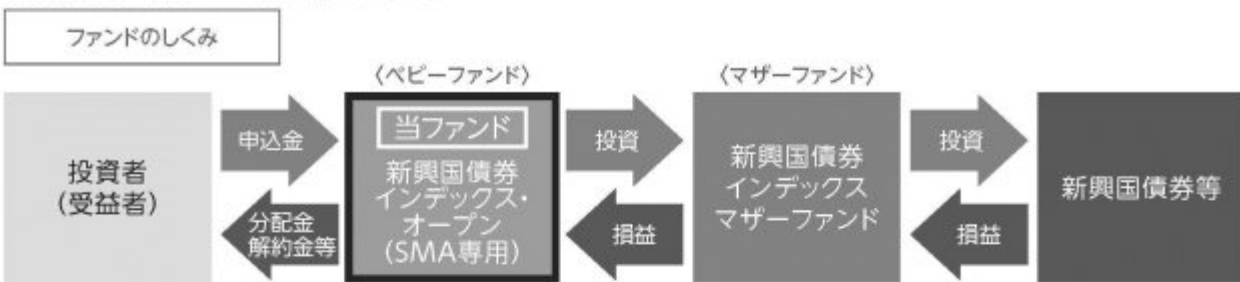 ファンドのしくみ
〈ベビーファンド〉
〈マザーファンド〉
投資者
(受益者)
申込金
分配金
解約金等
当ファンド
新興国債券
インデックス・
オープン
(SMA専用)
投資
損益
新興国債券
インデックス
マザーファンド
投資
損益
新興国債券等